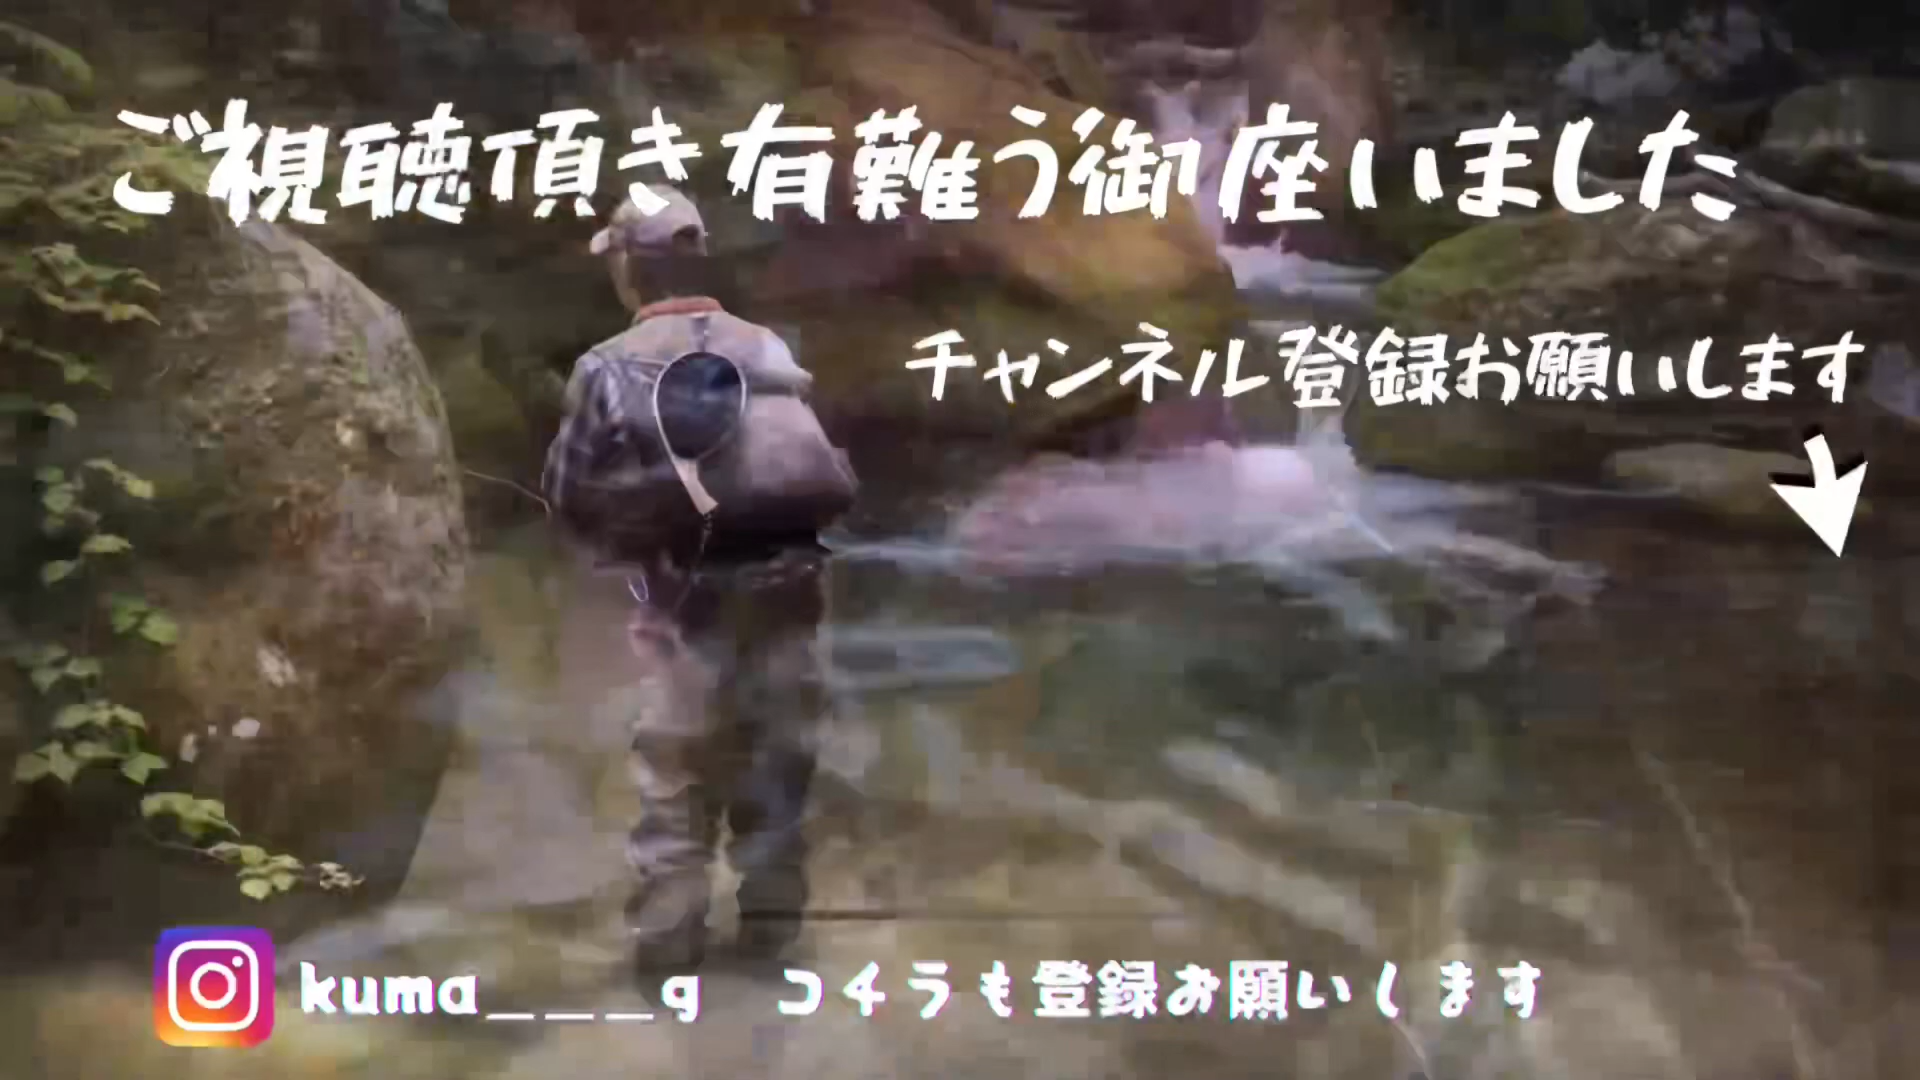 ご視聴頂き有難う御座いました
チャンネル登録お願いします
kuma___g コチラも登録お願いします